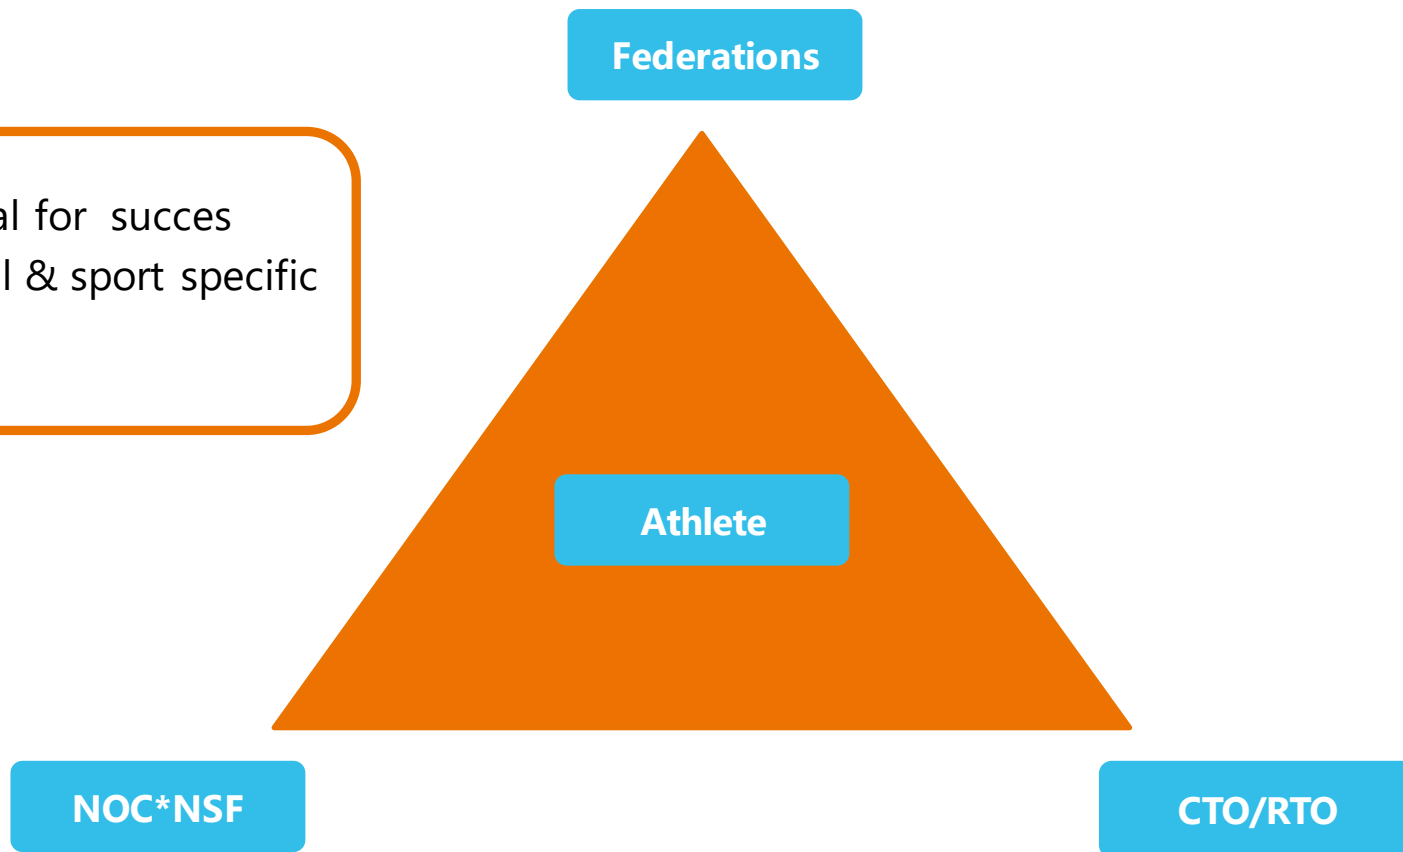 Federations
al for succes
l & sport specific
Athlete
NOC*NSF
CTO/RTO